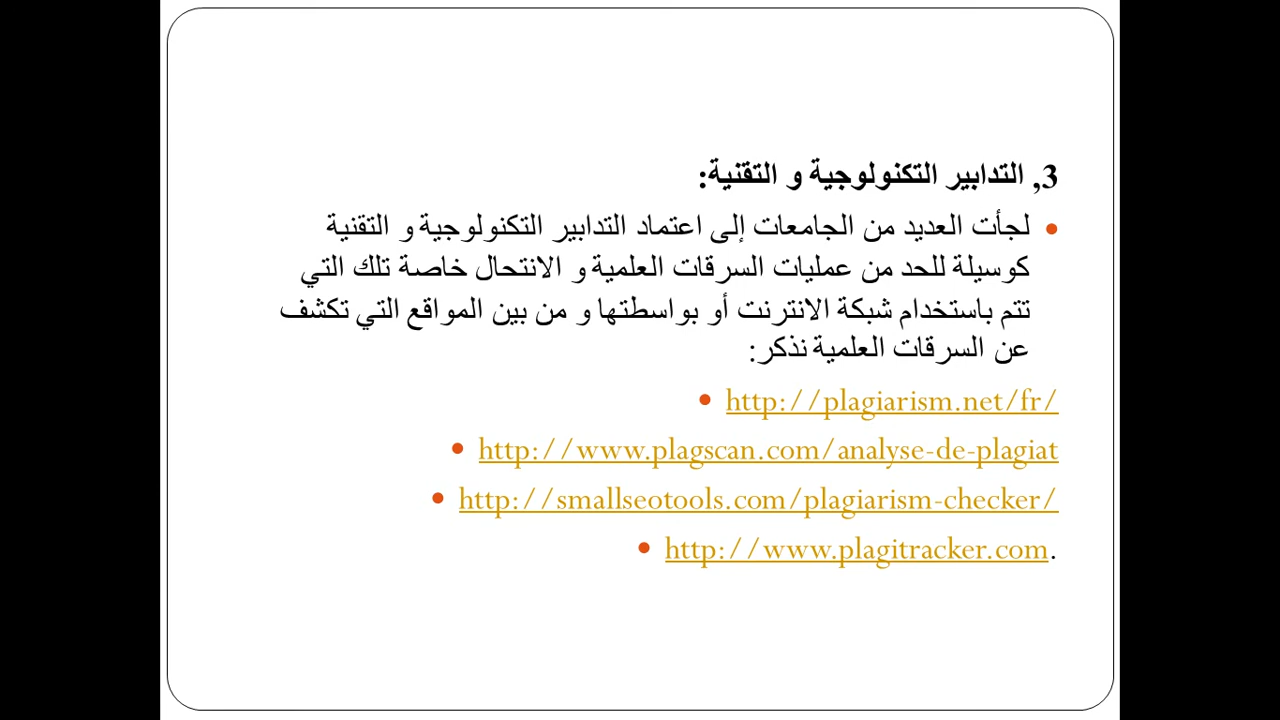 3, التدابير التكنولوجية و التقنية:
لجأت العديد من الجامعات إلى اعتماد التدابير التكنولوجية و التقنية
كوسيلة للحد من عمليات السرقات العلمية و الانتحال خاصة تلك التي
تتم باستخدام شبكة الانترنت أو بواسطتها و من بين المواقع التي تكشف
عن السرقات العلمية نذكر:
http://plagiarism.net/fr/
http://www.plagscan.com/analyse-de-plagiat
http://smallseotools.com/plagiarism-checker/
http://www.plagitracker.com.